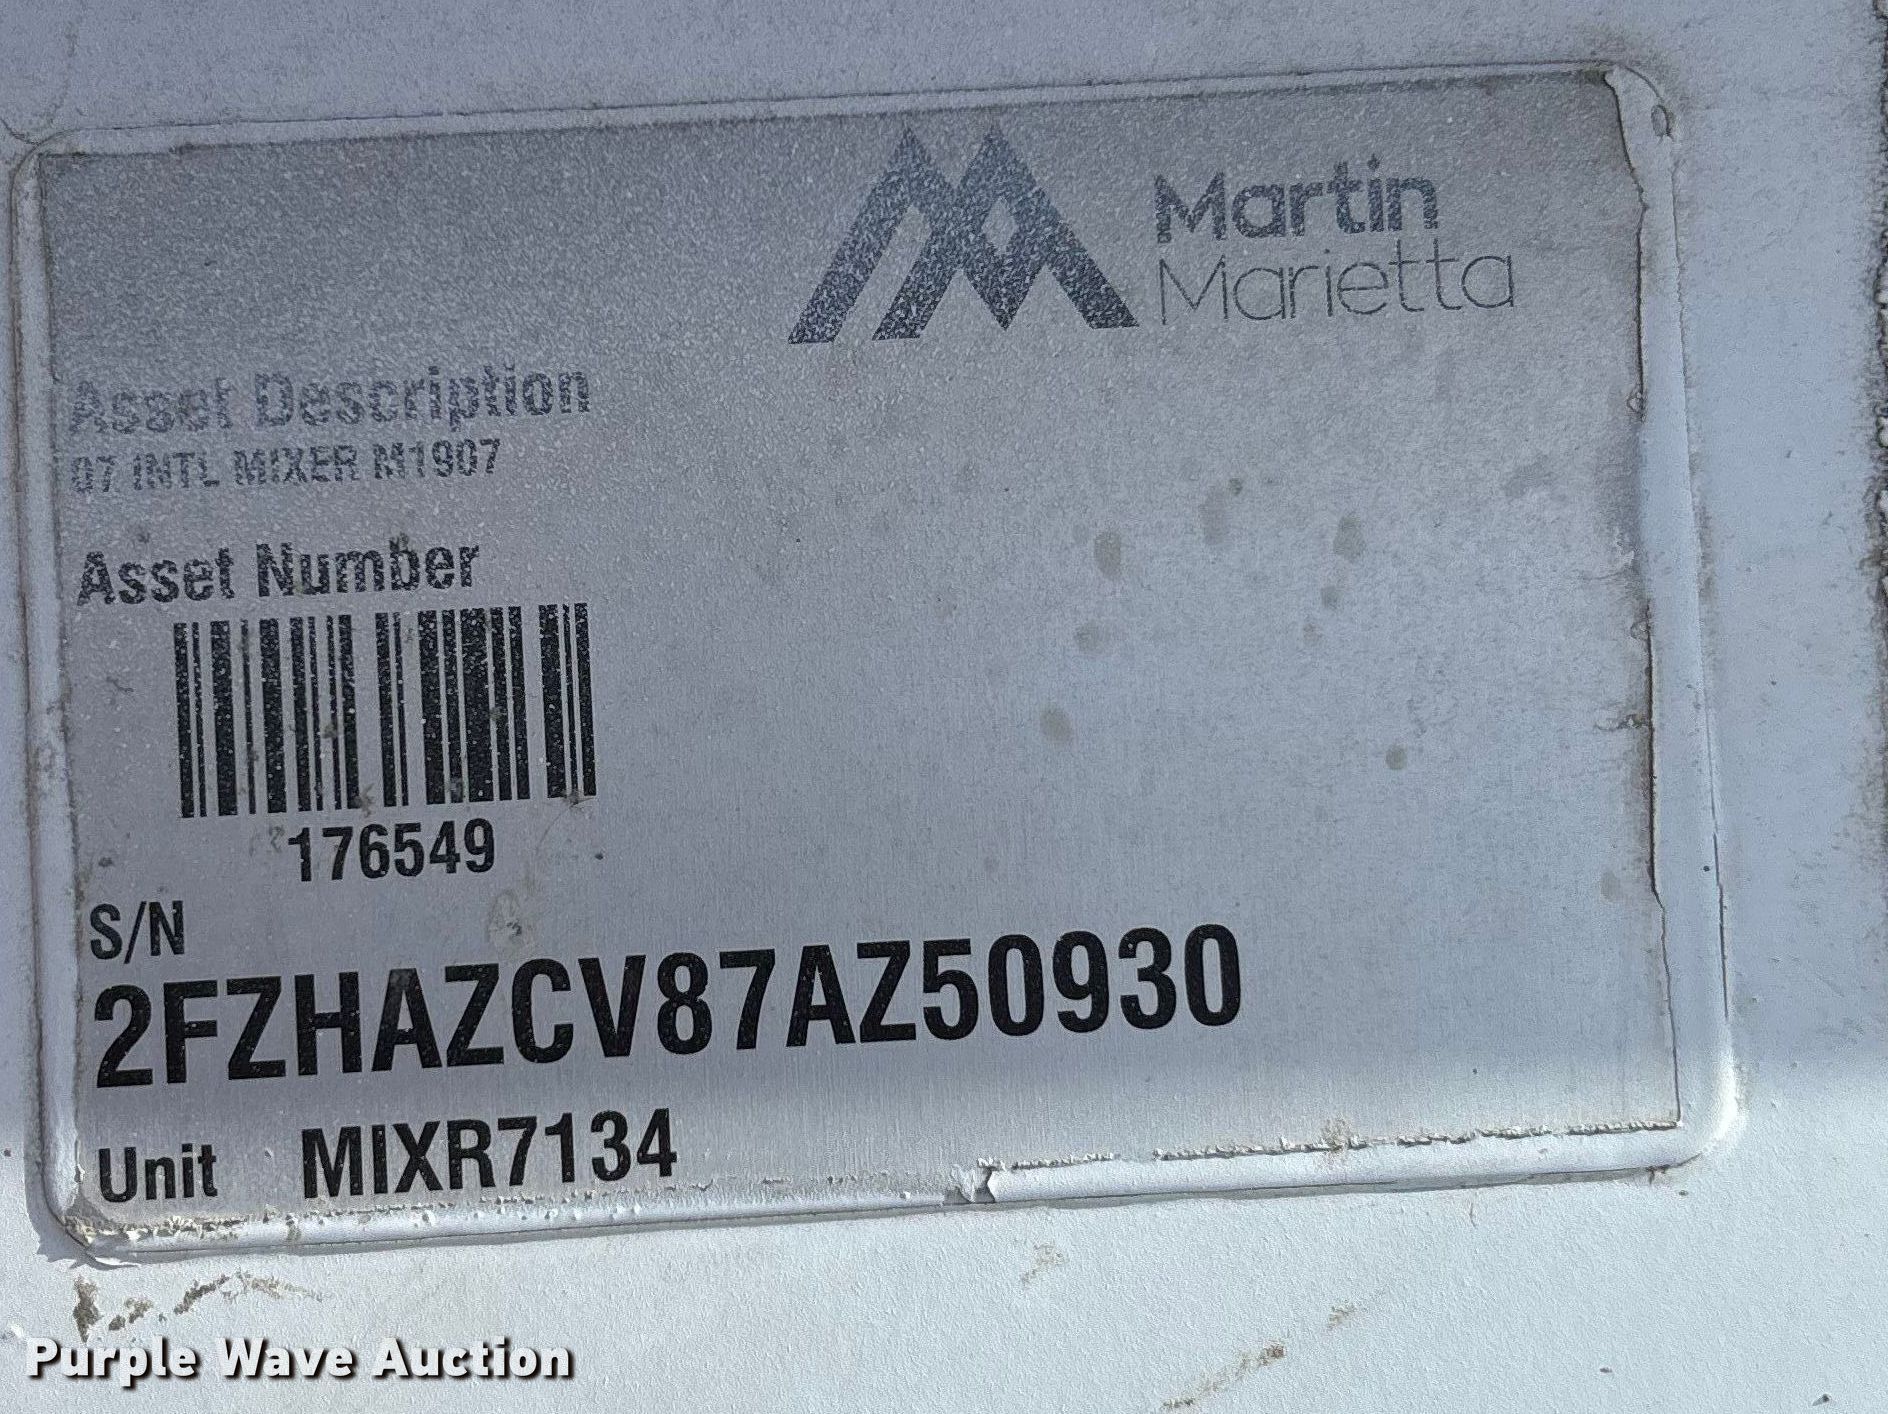 Martin
Marietta
Asset Description
07 INTL MIXER M1907
Asset Number
176549
S/N
2FZHAZCV87AZ50930
Unit MIXR7134
Purple Wave Auction